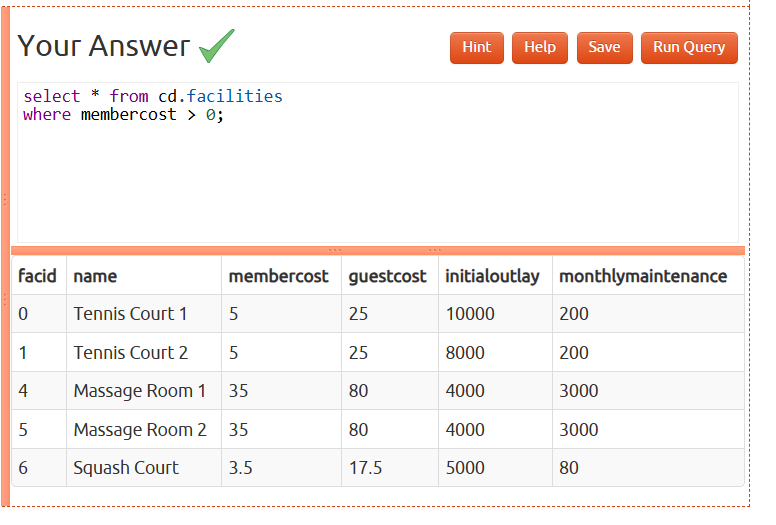 Your Answer
Hint Help Save Run Query
select * from cd.facilities
where membercost > 0;
facid name membercost guestcost initialoutlay monthlymaintenance
0 Tennis Court 1 5 25 10000 200
1 Tennis Court 2 5 25 8000 200
4 Massage Room 1 35 80 4000 3000
5 Massage Room 2 35 80 4000 3000
6 Squash Court 3.5 17.5 5000 80